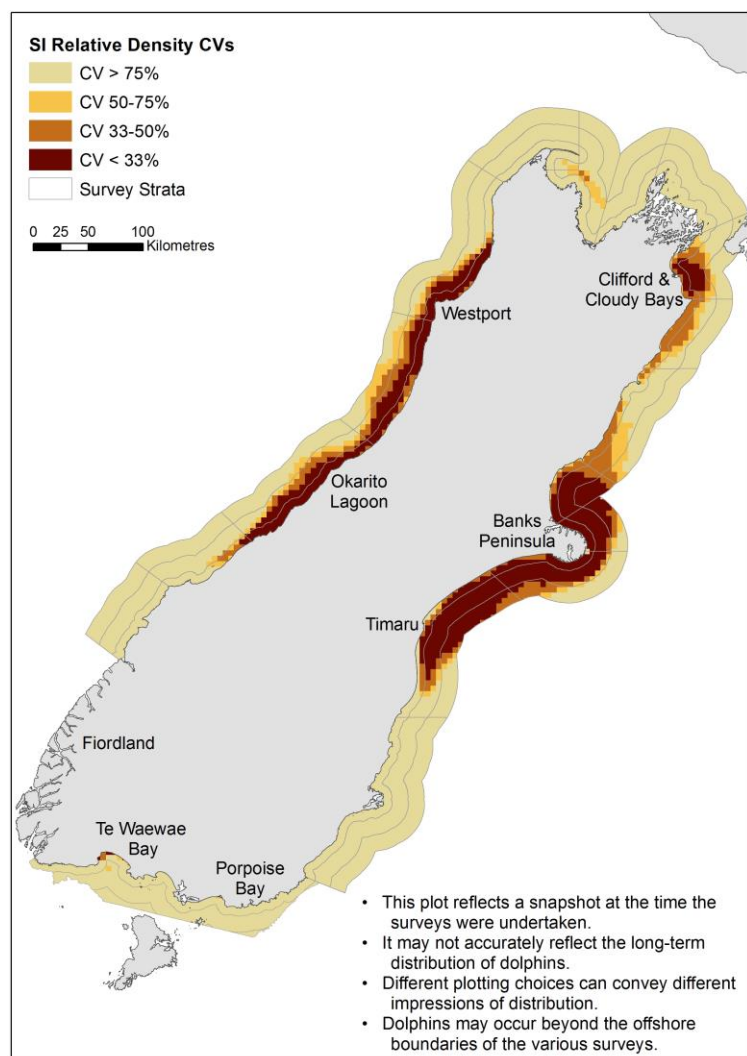 SI Relative Density CVs
CV > 75%
CV 50-75%
CV 33-50%
CV < 33%
Survey Strata
0 25 50 100
Kilometres
Clifford &
Cloudy Bays
Westport
Okarito
Lagoon
Banks
Peninsula
Timaru
Fiordland
Te Waewae
Bay
Porpoise
Bay
• This plot reflects a snapshot at the time the
surveys were undertaken.
• It may not accurately reflect the long-term
distribution of dolphins.
• Different plotting choices can convey different
impressions of distribution.
• Dolphins may occur beyond the offshore
boundaries of the various surveys.